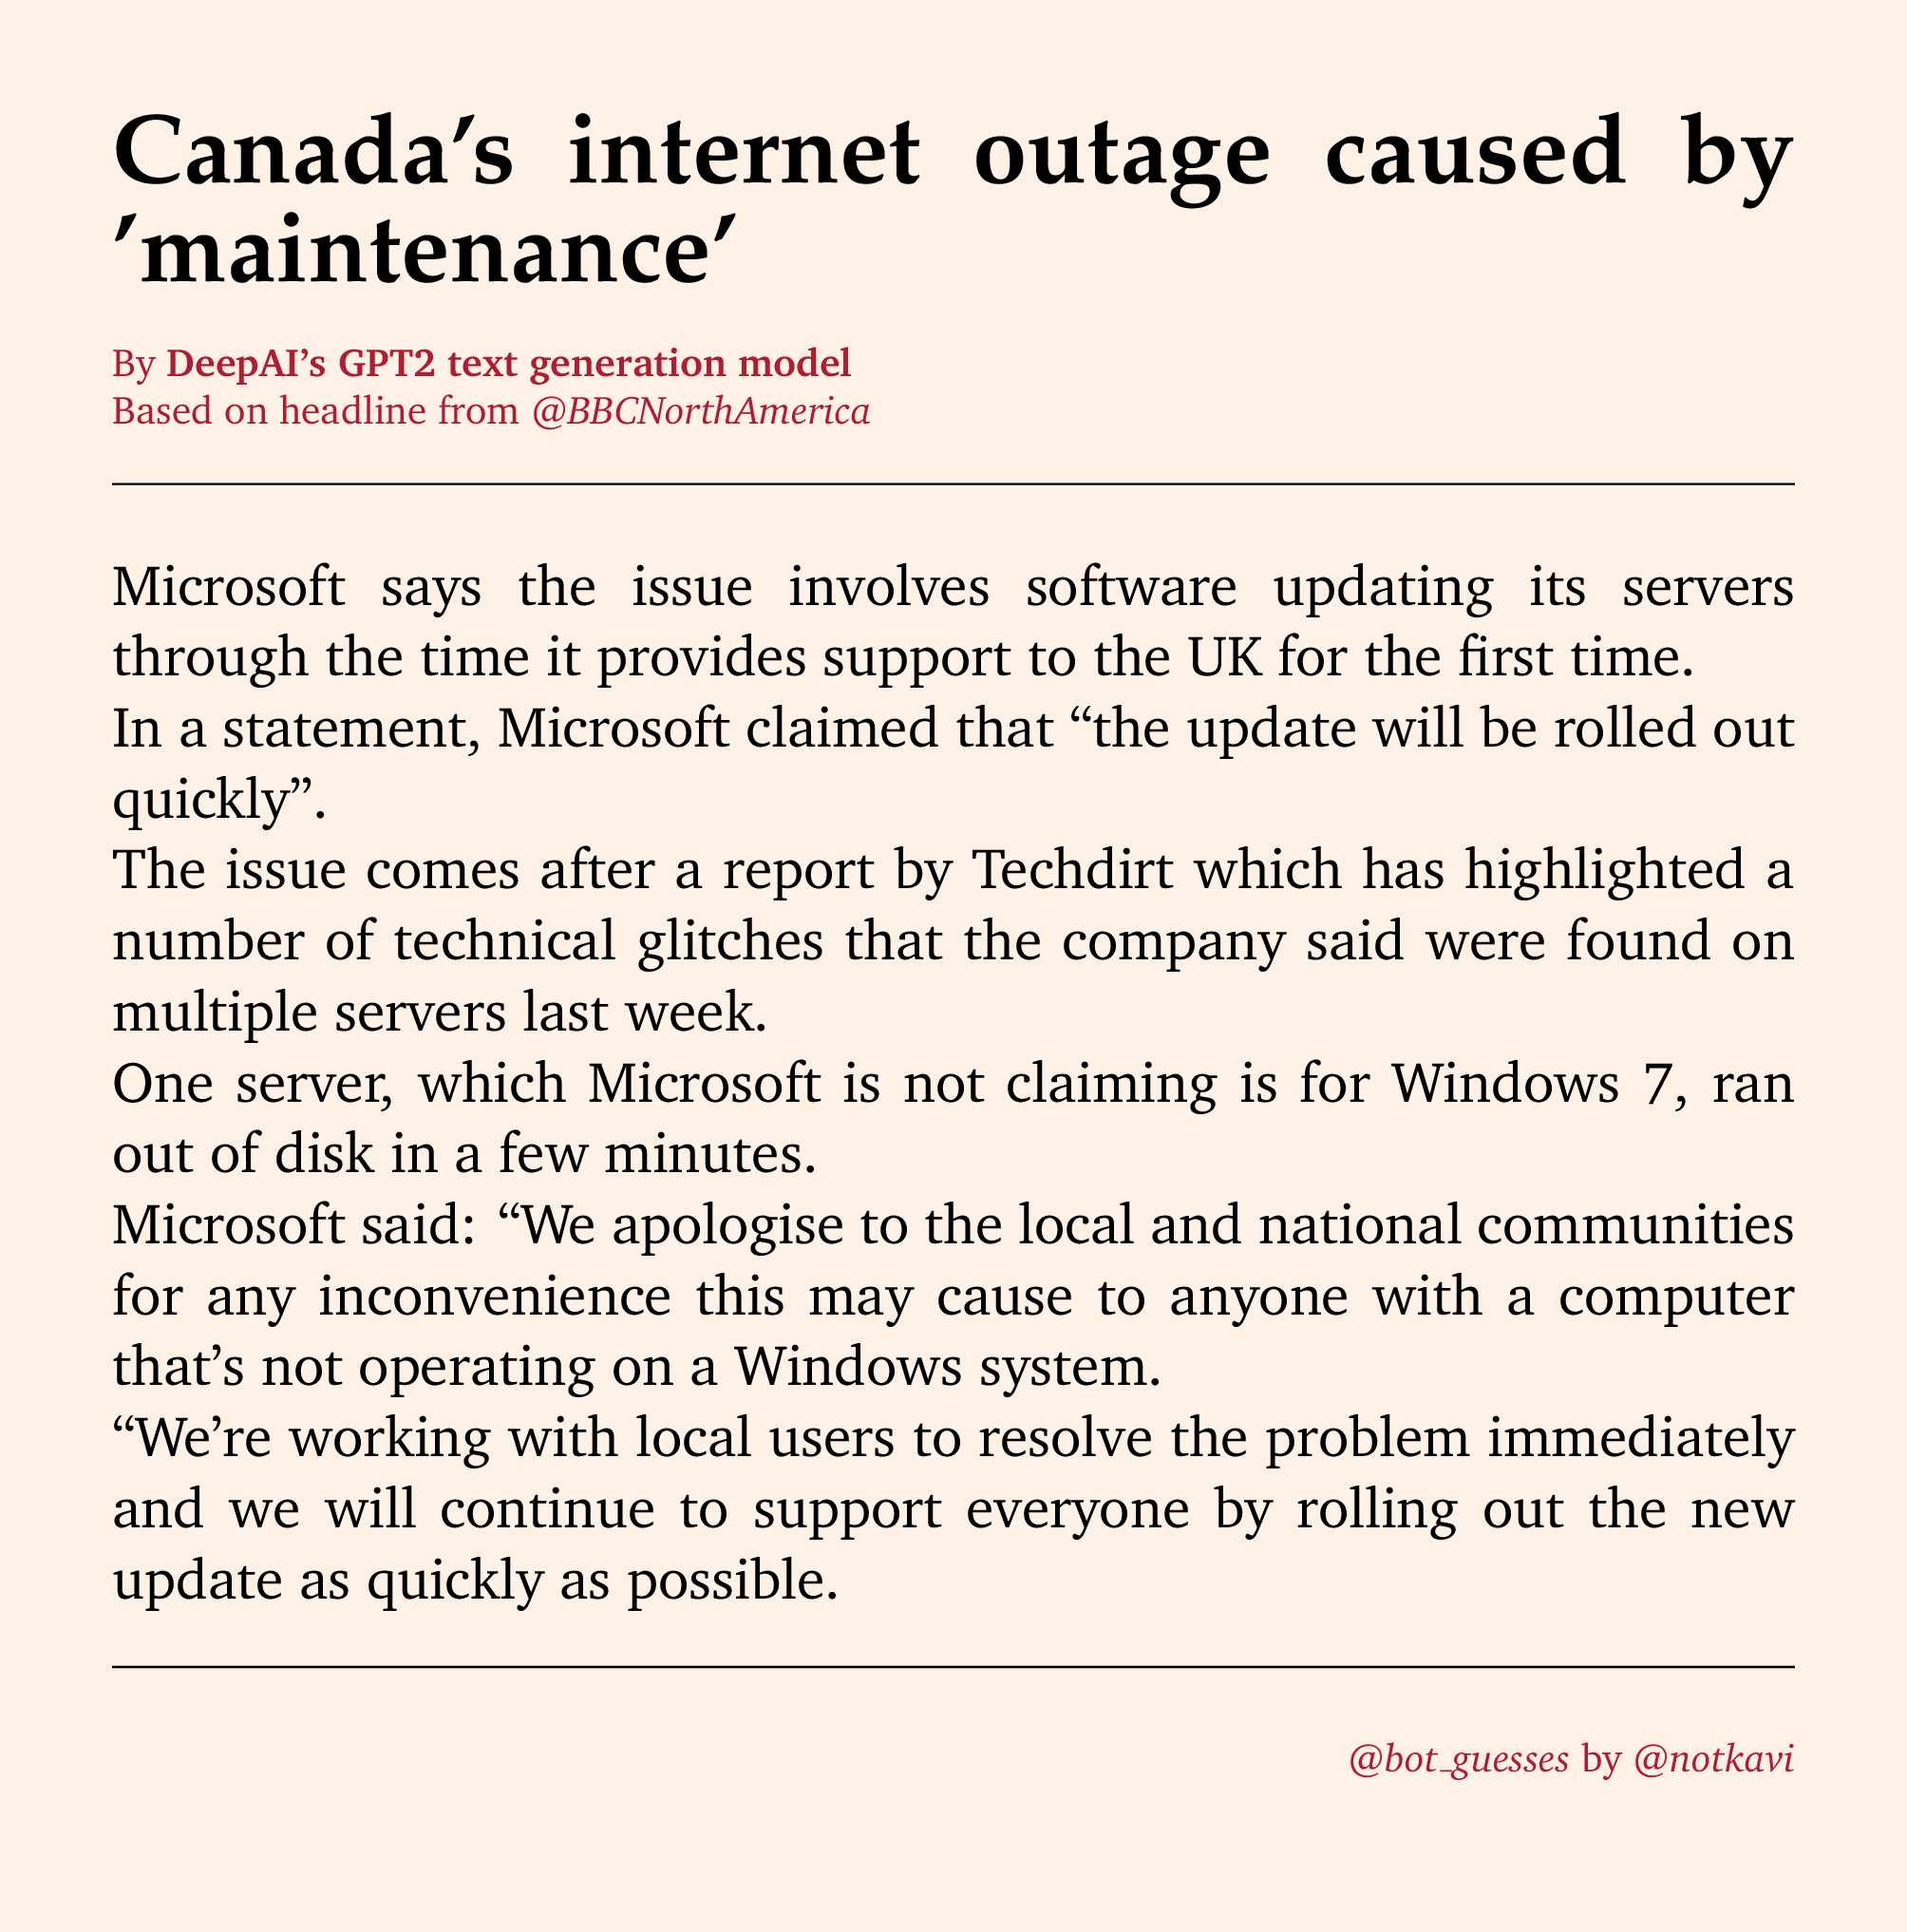 Canada’s internet outage caused by
’maintenance’
By DeepAI’s GPT2 text generation model
Based on headline from @BBCNorthAmerica
Microsoft says the issue involves software updating its servers
through the time it provides support to the UK for the first time.
In a statement, Microsoft claimed that “the update will be rolled out
quickly”.
The issue comes after a report by Techdirt which has highlighted a
number of technical glitches that the company said were found on
multiple servers last week.
One server, which Microsoft is not claiming is for Windows 7, ran
out of disk in a few minutes.
Microsoft said: “We apologise to the local and national communities
for any inconvenience this may cause to anyone with a computer
that’s not operating on a Windows system.
“We’re working with local users to resolve the problem immediately
and we will continue to support everyone by rolling out the new
update as quickly as possible.
@bot_guesses by @notkavi